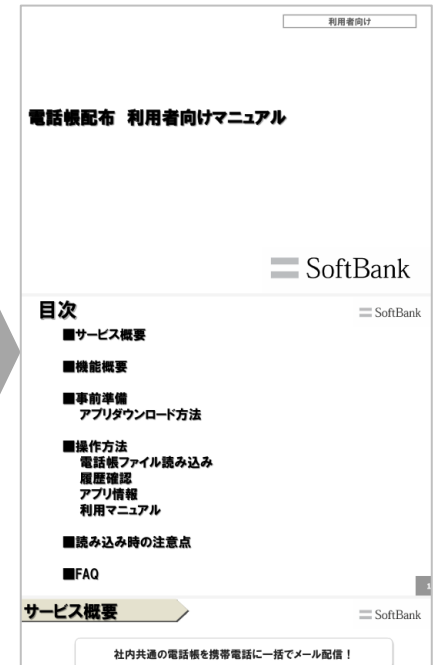 利用者向け
電話帳配布 利用者向けマニュアル
SoftBank
目次
SoftBank
■サービス概要
■機能概要
■事前準備
アプリダウンロード方法
■操作方法
電話帳ファイル読み込み
履歴確認
アプリ情報
利用マニュアル
■読み込み時の注意点
■FAQ
1
サービス概要
SoftBank
社内共通の電話帳を携帯電話に一括でメール配信！